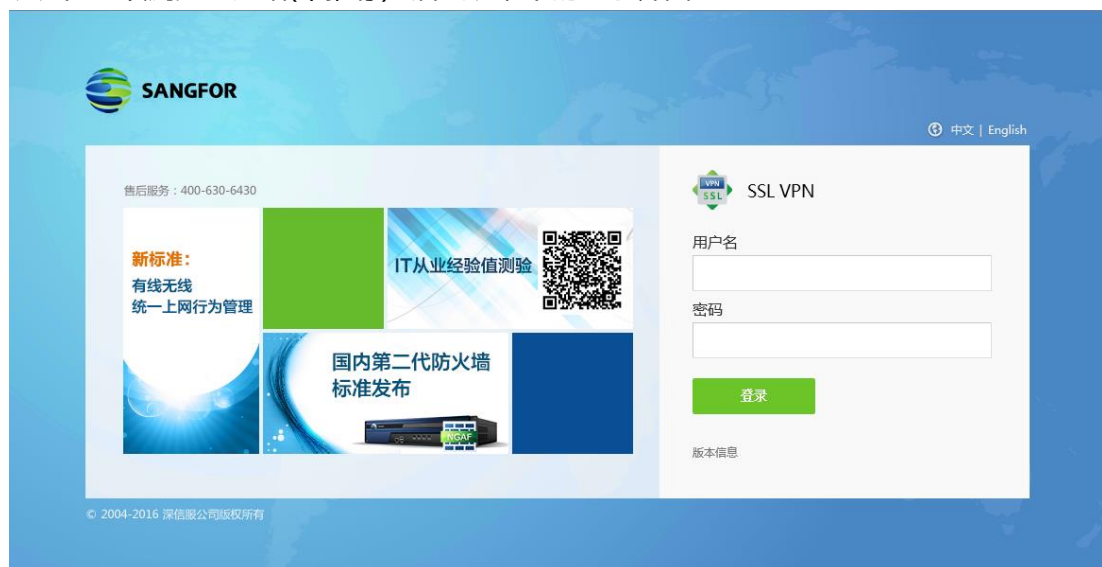 SANGFOR
中文 | English
售后服务：400-630-6430
新标准：
有线无线
统一上网行为管理
IT从业经验值测验
国内第二代防火墙
标准发布
NGAF
VPN
SSL
SSL VPN
用户名
密码
登录
版本信息
© 2004-2016 深信服公司版权所有